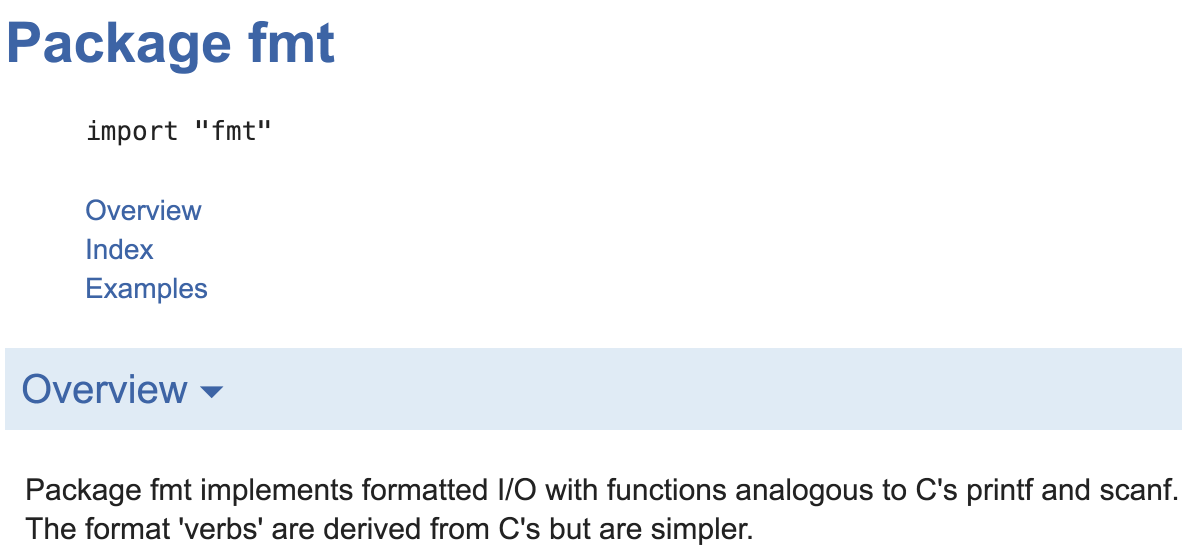 Package fmt
import "fmt"
Overview
Index
Examples
Overview
Package fmt implements formatted I/O with functions analogous to C's printf and scanf.
The format 'verbs' are derived from C's but are simpler.